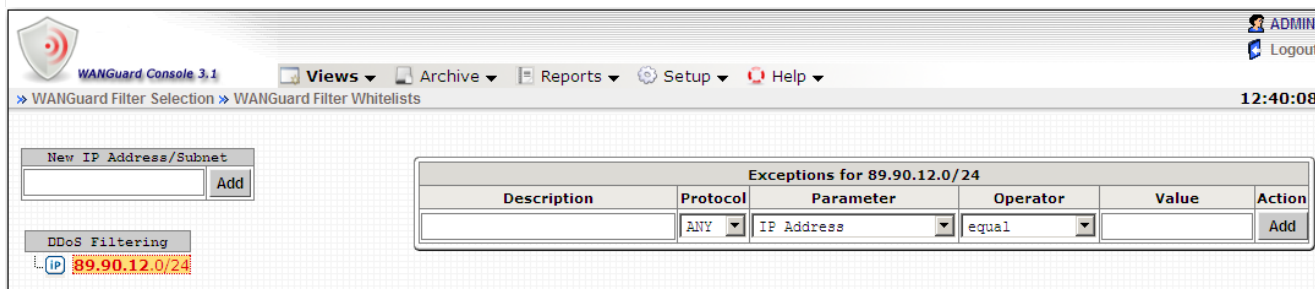 ADMIN
Logout
WANGuard Console 3.1
Views Archive Reports Setup Help
» WANGuard Filter Selection » WANGuard Filter Whitelists 12:40:08
New IP Address/Subnet
Add
Exceptions for 89.90.12.0/24
Description Protocol Parameter Operator Value Action
ANY IP Address equal Add
DDoS Filtering
iP 89.90.12.0/24